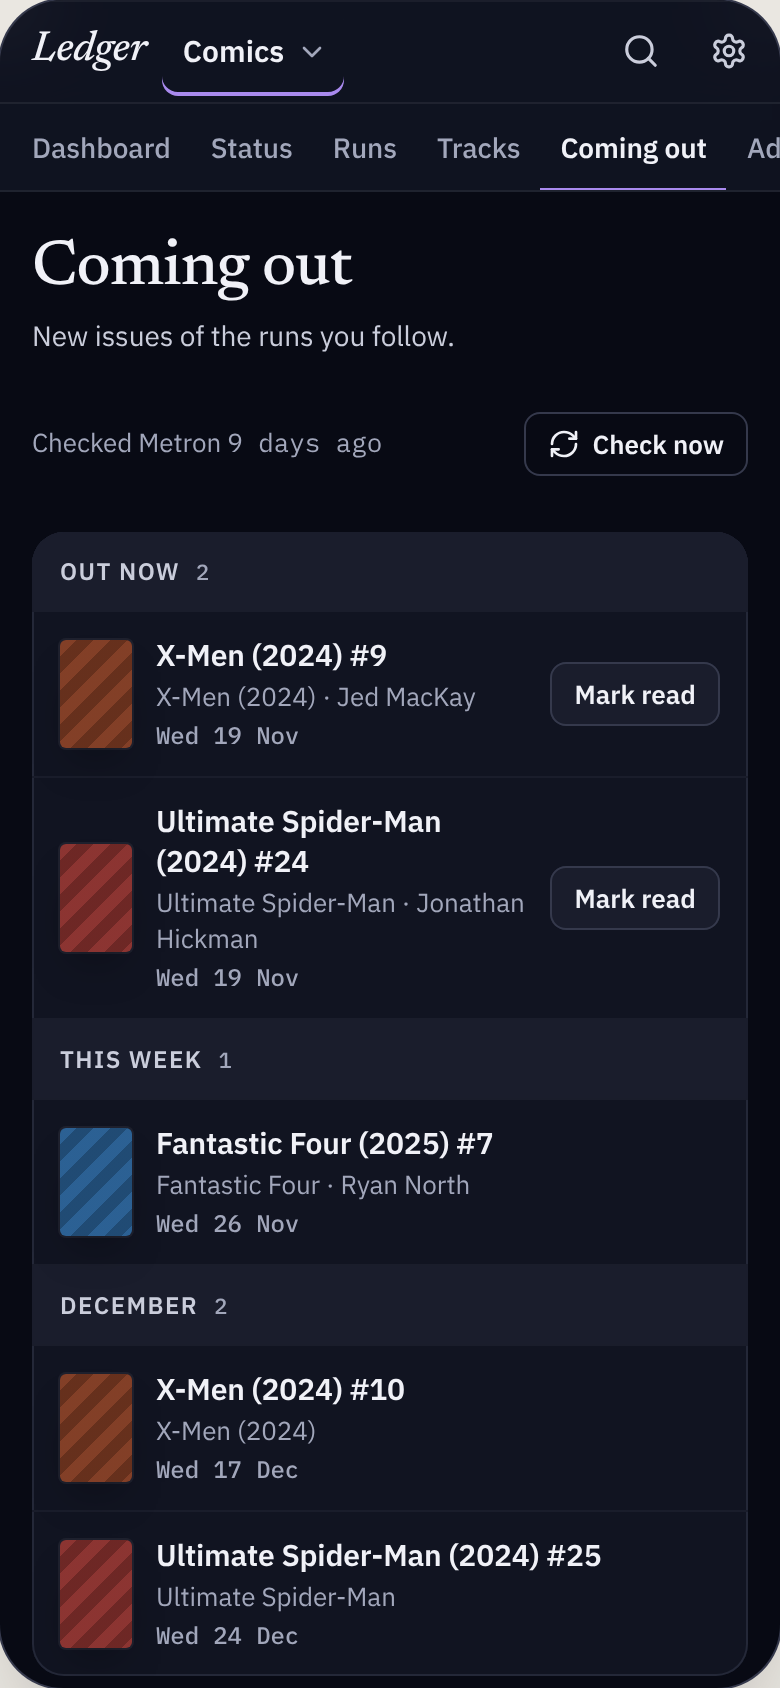 Ledger Comics
Dashboard Status Runs Tracks Coming out Ad
Coming out
New issues of the runs you follow.
Checked Metron 9 days ago Check now
OUT NOW 2
X-Men (2024) #9
X-Men (2024) · Jed MacKay
Wed 19 Nov
Mark read
Ultimate Spider-Man
(2024) #24
Ultimate Spider-Man · Jonathan
Hickman
Wed 19 Nov
Mark read
THIS WEEK 1
Fantastic Four (2025) #7
Fantastic Four · Ryan North
Wed 26 Nov
DECEMBER 2
X-Men (2024) #10
X-Men (2024)
Wed 17 Dec
Ultimate Spider-Man (2024) #25
Ultimate Spider-Man
Wed 24 Dec